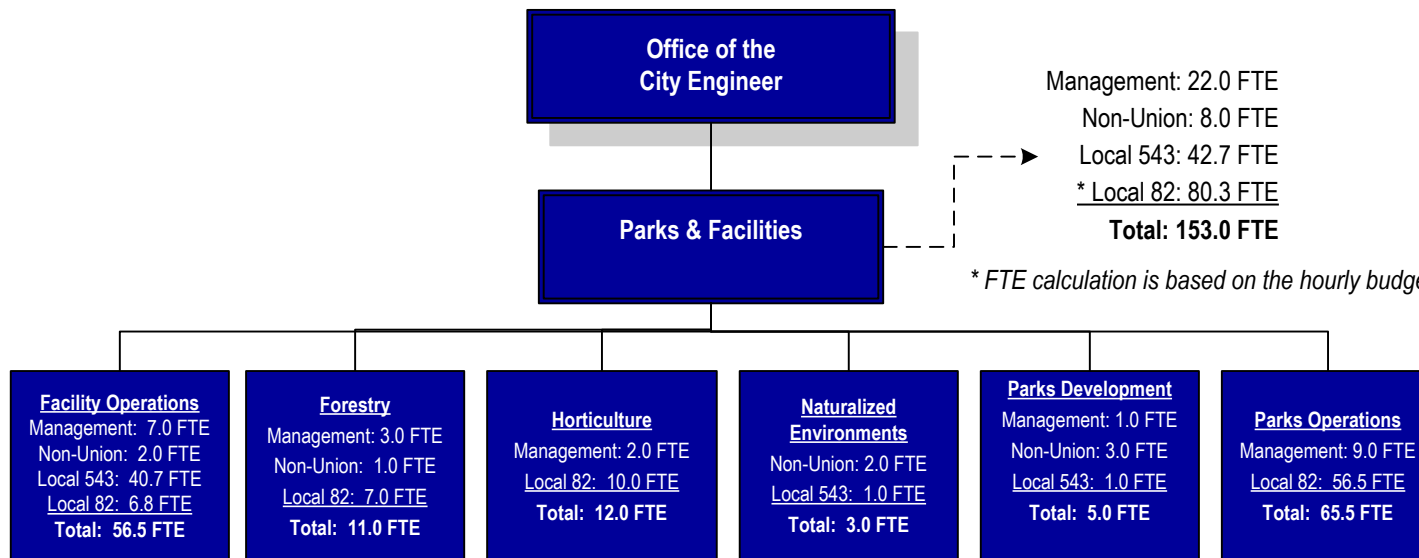 Office of the
City Engineer
Management: 22.0 FTE
Non-Union: 8.0 FTE
Local 543: 42.7 FTE
* Local 82: 80.3 FTE
Total: 153.0 FTE
* FTE calculation is based on the hourly budge
Parks & Facilities
Facility Operations
Management: 7.0 FTE
Non-Union: 2.0 FTE
Local 543: 40.7 FTE
Local 82: 6.8 FTE
Total: 56.5 FTE
Forestry
Management: 3.0 FTE
Non-Union: 1.0 FTE
Local 82: 7.0 FTE
Total: 11.0 FTE
Horticulture
Management: 2.0 FTE
Local 82: 10.0 FTE
Total: 12.0 FTE
Naturalized
Environments
Non-Union: 2.0 FTE
Local 543: 1.0 FTE
Total: 3.0 FTE
Parks Development
Management: 1.0 FTE
Non-Union: 3.0 FTE
Local 543: 1.0 FTE
Total: 5.0 FTE
Parks Operations
Management: 9.0 FTE
Local 82: 56.5 FTE
Total: 65.5 FTE